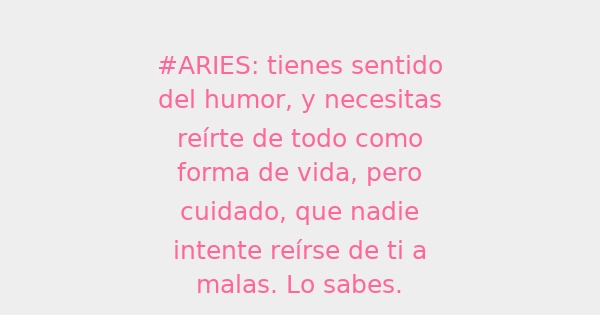 #ARIES: tienes sentido
del humor, y necesitas
reírte de todo como
forma de vida, pero
cuidado, que nadie
intente reírse de ti a
malas. Lo sabes.